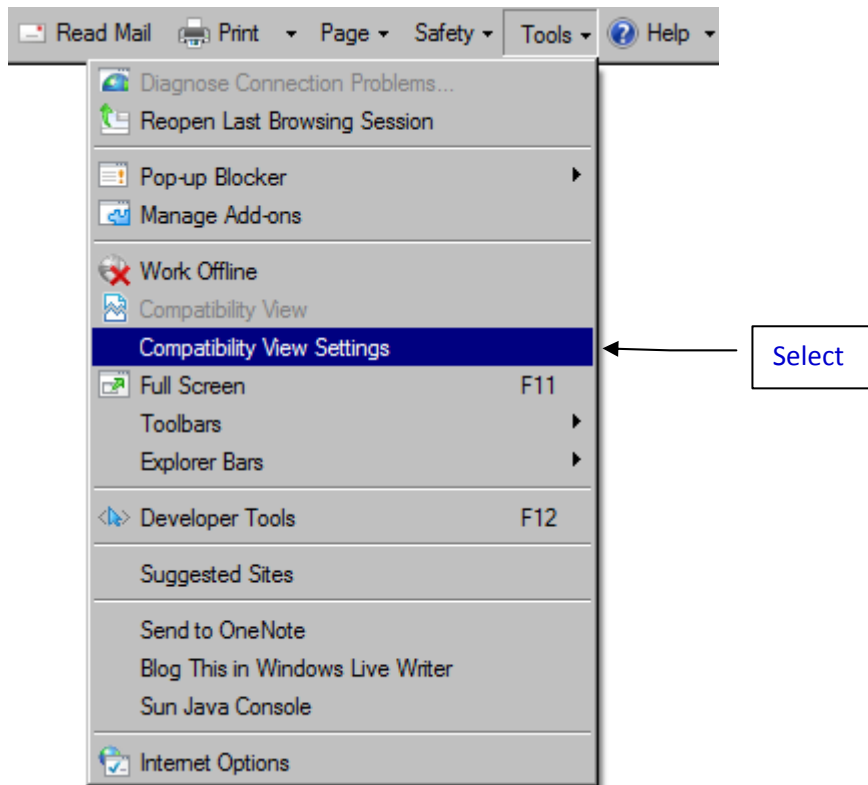 Read Mail Print Page Safety Tools Help
Diagnose Connection Problems...
Reopen Last Browsing Session
Pop-up Blocker
Manage Add-ons
Work Offline
Compatibility View
Compatibility View Settings
Select
Full Screen F11
Toolbars
Explorer Bars
Developer Tools F12
Suggested Sites
Send to OneNote
Blog This in Windows Live Writer
Sun Java Console
Internet Options